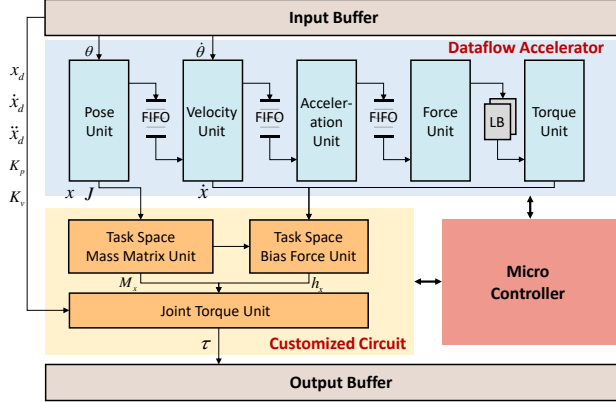 Input Buffer
Dataflow Accelerator
θ
θ̇
x_d
ẋ_d
ẍ_d
K_p
K_v
Pose
Unit
FIFO
Velocity
Unit
FIFO
Acceler-
ation Unit
FIFO
Force
Unit
LB
Torque
Unit
x J
ẋ
Task Space
Mass Matrix Unit
Task Space
Bias Force Unit
M_x
h_x
Joint Torque Unit
Micro
Controller
τ
Customized Circuit
Output Buffer